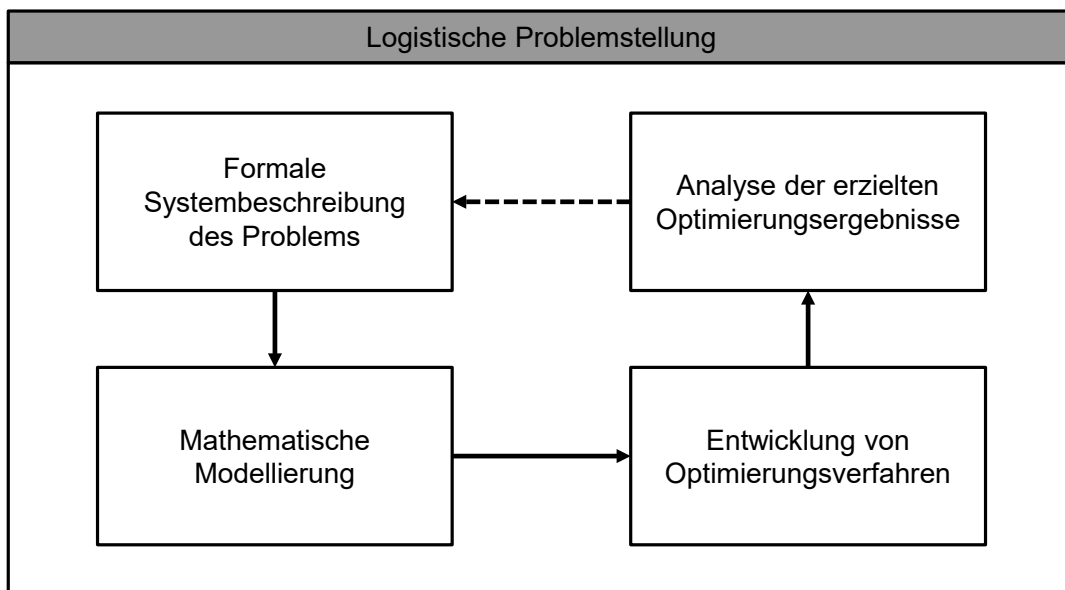 Logistische Problemstellung
Formale
Systembeschreibung
des Problems
Analyse der erzielten
Optimierungsergebnisse
Mathematische
Modellierung
Entwicklung von
Optimierungsverfahren